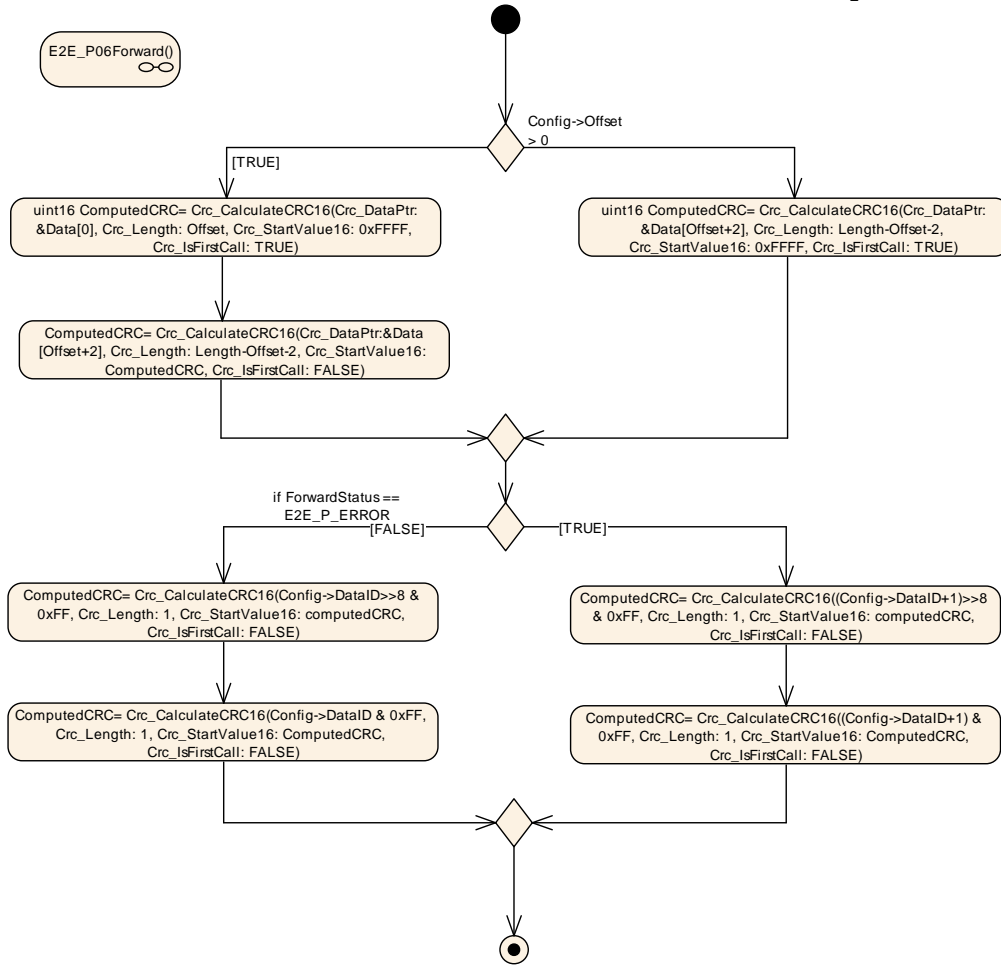 E2E_P06Forward()
Config->Offset
> 0
[TRUE]
uint16 ComputedCRC= Crc_CalculateCRC16(Crc_DataPtr:
&Data[0], Crc_Length: Offset, Crc_StartValue16: 0xFFFF,
Crc_IsFirstCall: TRUE)
uint16 ComputedCRC= Crc_CalculateCRC16(Crc_DataPtr:
&Data[Offset+2], Crc_Length: Length-Offset-2,
Crc_StartValue16: 0xFFFF, Crc_IsFirstCall: TRUE)
ComputedCRC= Crc_CalculateCRC16(Crc_DataPtr:&Data
[Offset+2], Crc_Length: Length-Offset-2, Crc_StartValue16:
ComputedCRC, Crc_IsFirstCall: FALSE)
if ForwardStatus ==
E2E_P_ERROR
[FALSE]
[TRUE]
ComputedCRC= Crc_CalculateCRC16(Config->DataID>>8 &
0xFF, Crc_Length: 1, Crc_StartValue16: computedCRC,
Crc_IsFirstCall: FALSE)
ComputedCRC= Crc_CalculateCRC16((Config->DataID+1)>>8
& 0xFF, Crc_Length: 1, Crc_StartValue16: computedCRC,
Crc_IsFirstCall: FALSE)
ComputedCRC= Crc_CalculateCRC16(Config->DataID & 0xFF,
Crc_Length: 1, Crc_StartValue16: ComputedCRC,
Crc_IsFirstCall: FALSE)
ComputedCRC= Crc_CalculateCRC16((Config->DataID+1) &
0xFF, Crc_Length: 1, Crc_StartValue16: ComputedCRC,
Crc_IsFirstCall: FALSE)